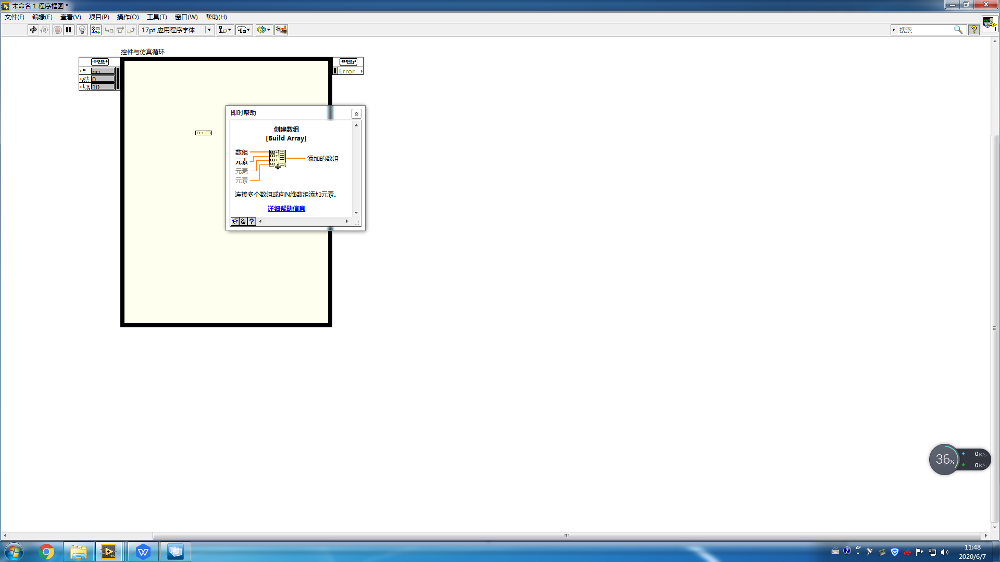 未命名 1 程序框图 *
文件(F) 编辑(E) 查看(V) 项目(P) 操作(O) 工具(T) 窗口(W) 帮助(H)
17pt 应用程序字体
搜索
?
1
控件与仿真循环
?!
no
0
10
Error
即时帮助
创建数组
[Build Array]
数组
元素
元素
元素
添加的数组
连接多个数组或向N维数组添加元素。
详细帮助信息
?
36%
0K/s
0K/s
15
W
?
11:48
2020/6/7